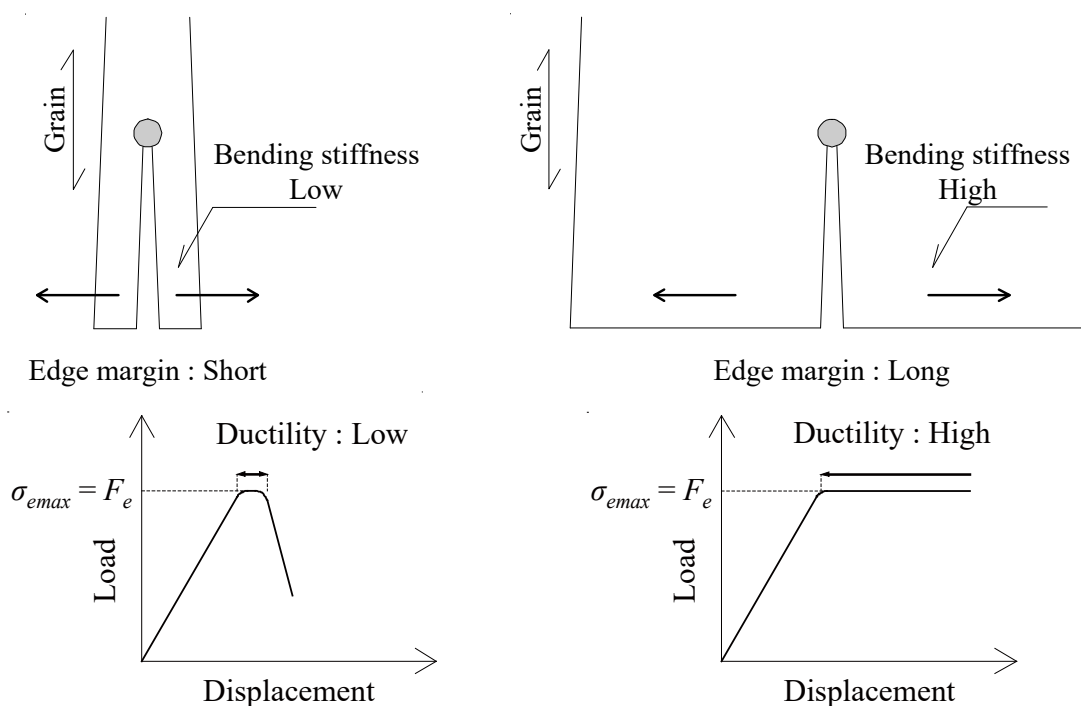 Grain
Bending stiffness
Low
Edge margin : Short
Grain
Bending stiffness
High
Edge margin : Long
Ductility : Low
σemax = Fe
Load
Displacement
Ductility : High
σemax = Fe
Load
Displacement